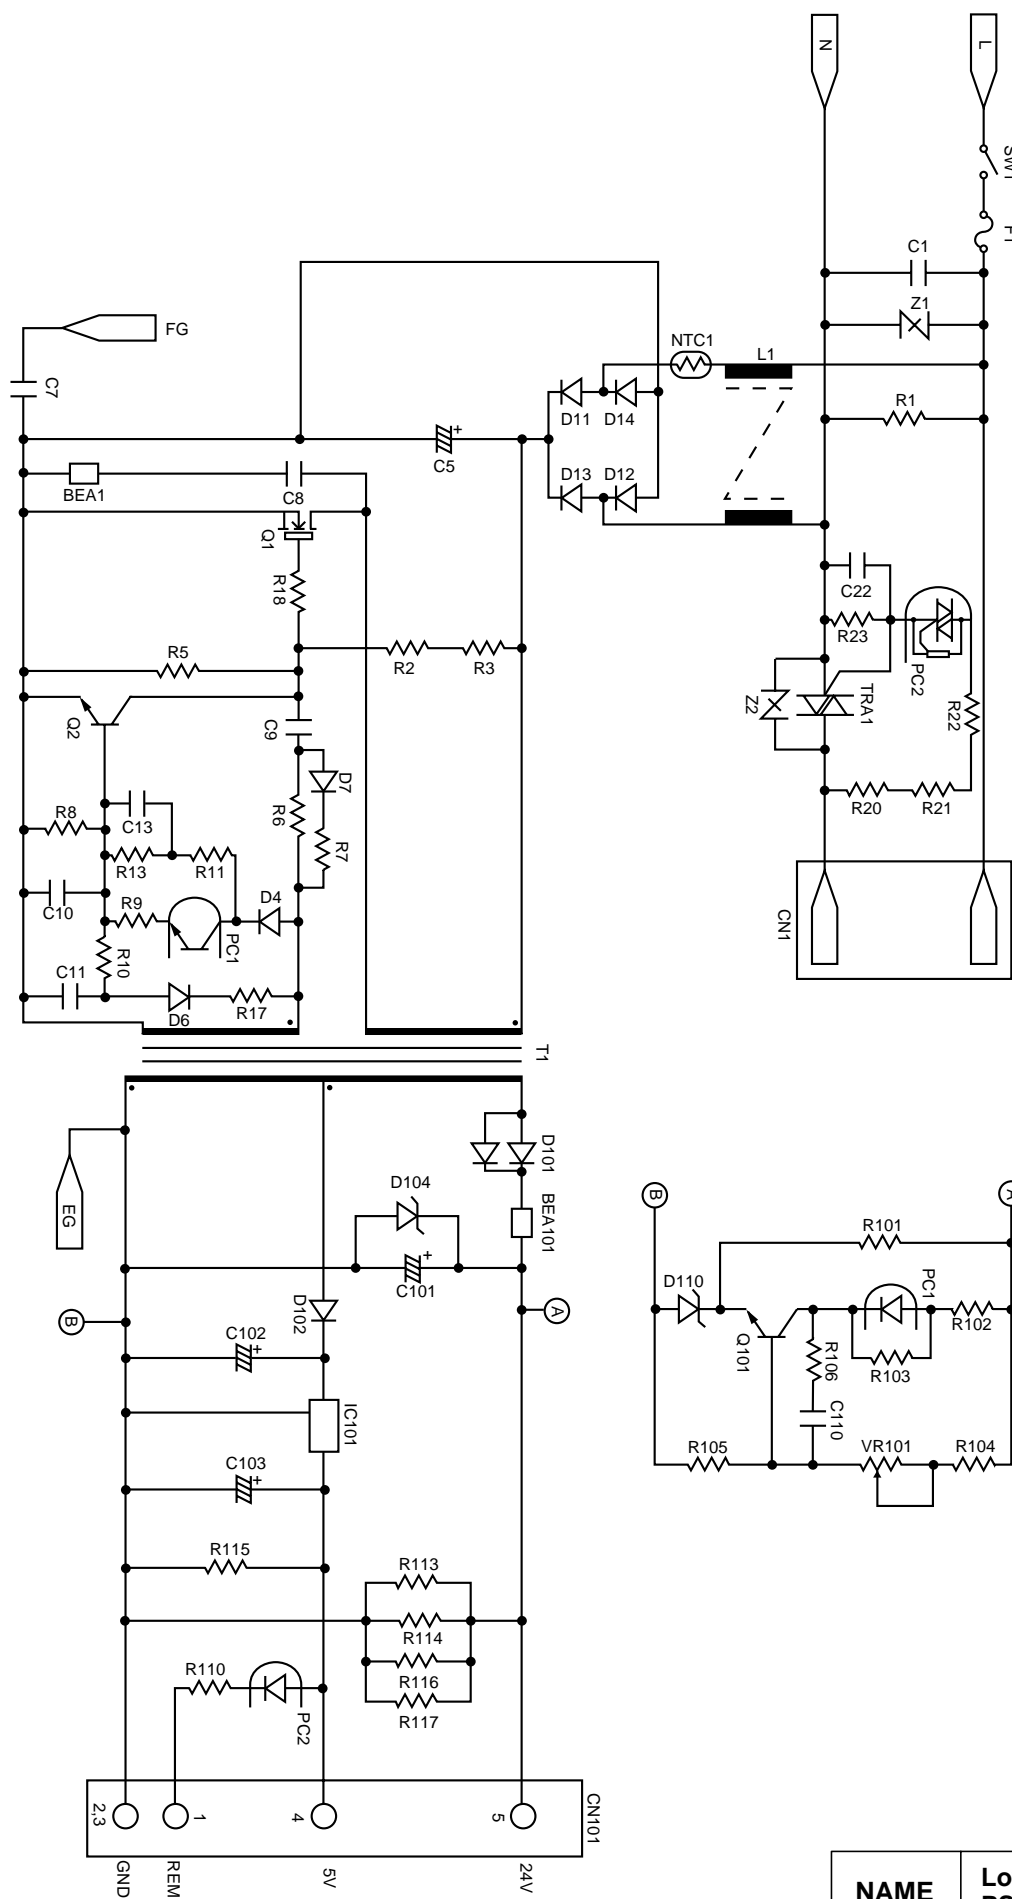 N
L
SW1
F1
C1
Z1
FG
NTC1
L1
C7
R1
D11
D14
C5
D13
D12
BEA1
C8
Q1
C22
R18
R23
PC2
R5
R2
R3
TRA1
Z2
R22
Q2
C9
D7
R6
R20
R21
R8
C13
R7
R13
R11
CN1
C10
R9
D4
PC1
R10
C11
D6
R17
T1
D101
D104
BEA101
B
A
EG
R101
C101
D110
PC1
D102
A
R102
B
Q101
C102
R106
R103
IC101
C110
R105
VR101
R104
C103
R115
R113
R114
R110
R116
PC2
R117
CN101
2,3
1
4
5
GND
REM
5V
24V
NAME